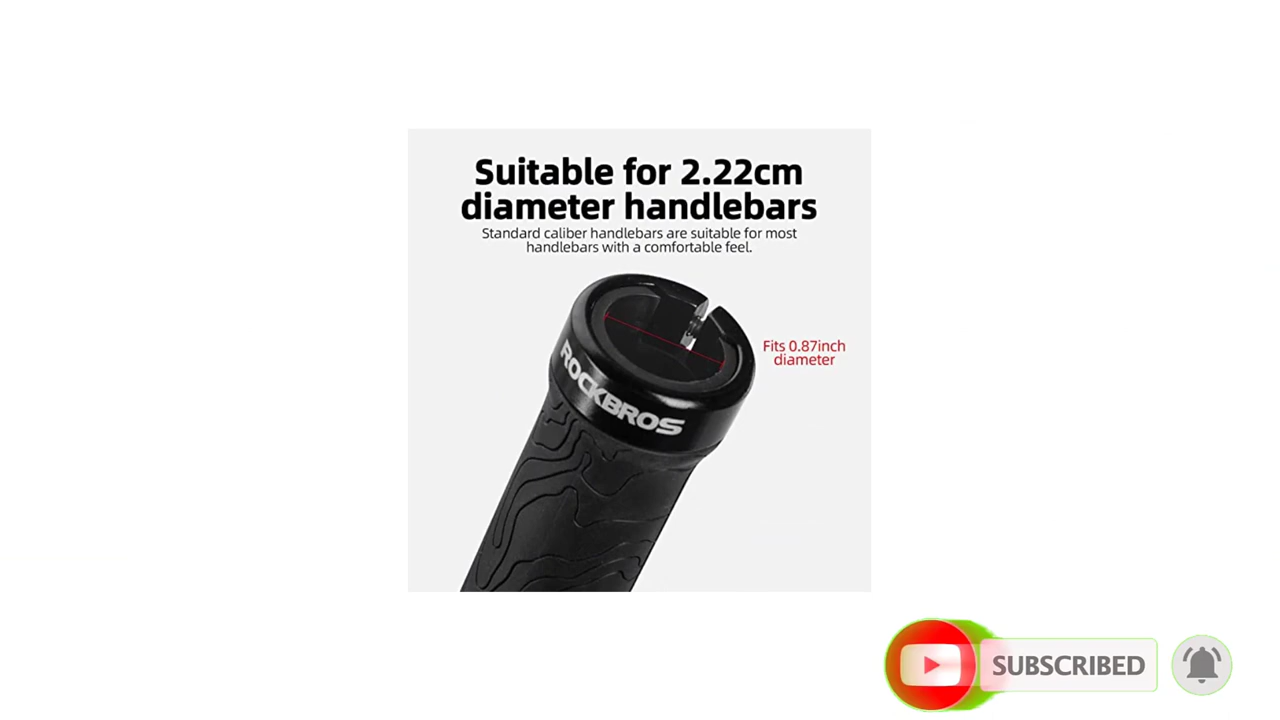 Suitable for 2.22cm
diameter handlebars
Standard caliber handlebars are suitable for most
handlebars with a comfortable feel.
Fits 0.87inch
diameter
ROCKBROS
SUBSCRIBED